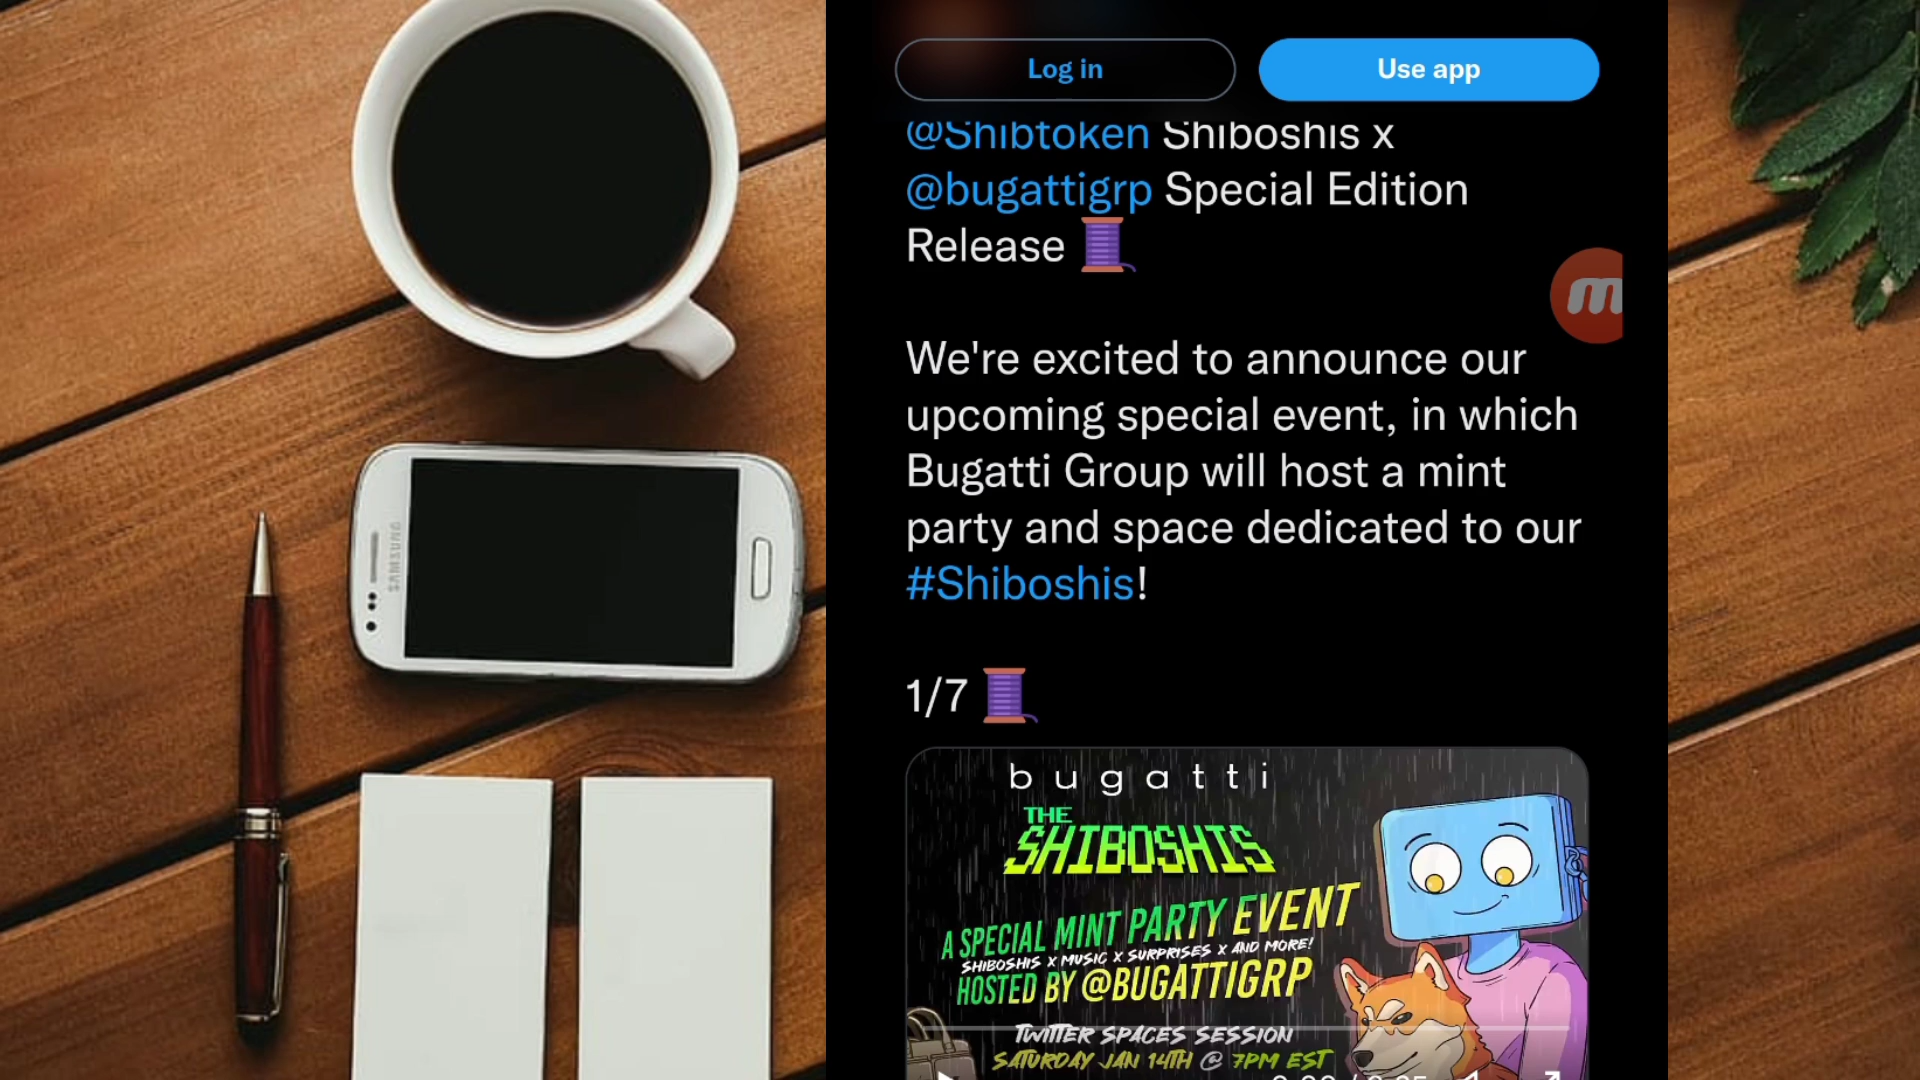 Log in
Use app
@Shibtoken Shiboshis x
@bugattigrp Special Edition
Release
We're excited to announce our
upcoming special event, in which
Bugatti Group will host a mint
party and space dedicated to our
#Shiboshis!
1/7
bugatti
THE
SHIBOSHIS
A SPECIAL MINT PARTY EVENT
SHIBOSHIS X MUSIC X SURPRISES X AND MORE!
HOSTED BY @BUGATTIGRP
TWITTER SPACES SESSION
SATURDAY JAN 14TH @ 7PM EST
SAMSUNG
m